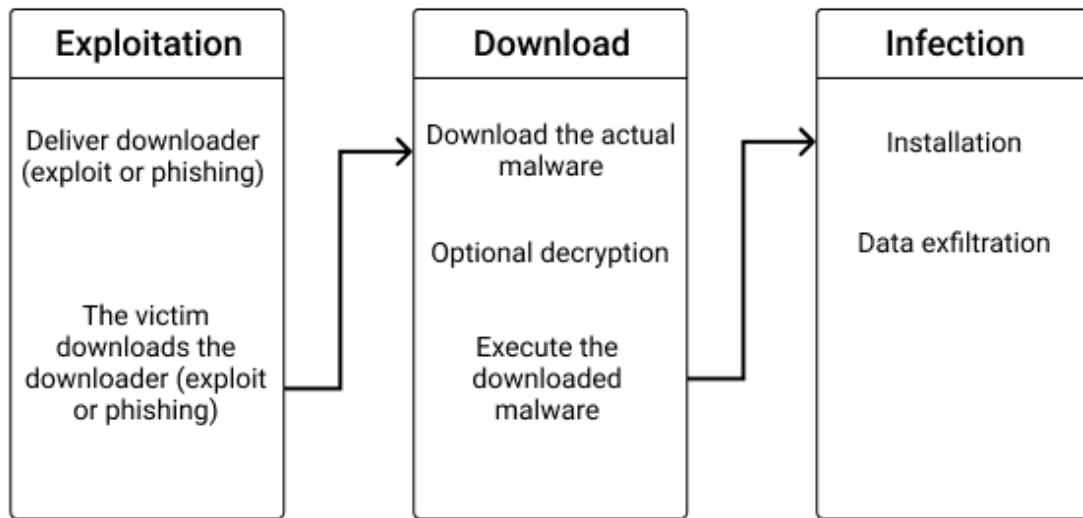 Exploitation
Deliver downloader
(exploit or phishing)
The victim
downloads the
downloader (exploit
or phishing)
Download
Download the actual
malware
Optional decryption
Execute the
downloaded
malware
Infection
Installation
Data exfiltration